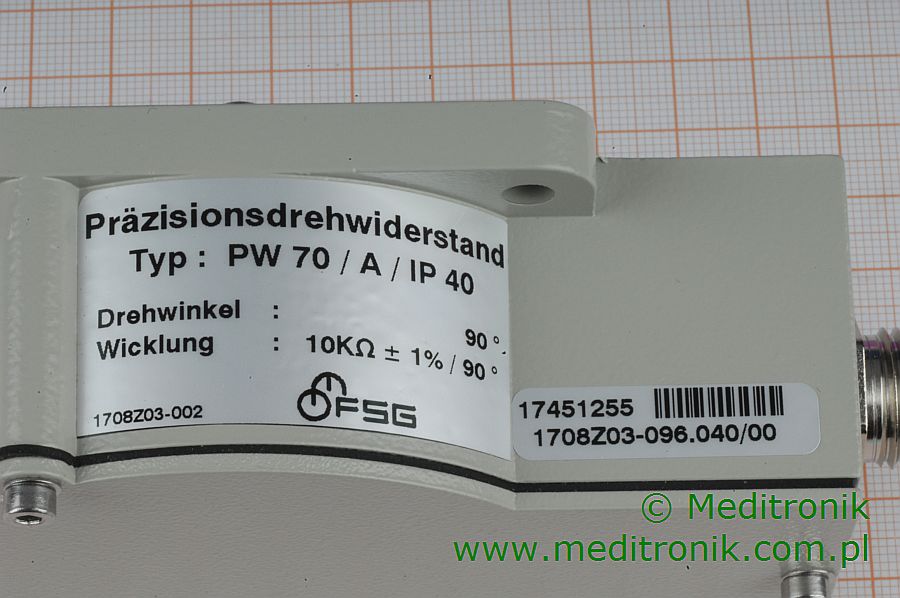 Präzisionsdrehwiderstand
Typ : PW 70 / A / IP 40
Drehwinkel : 90 °
Wicklung : 10KΩ ± 1% / 90 °
1708Z03-002
FSG
17451255
1708Z03-096.040/00
© Meditronik
www.meditronik.com.pl